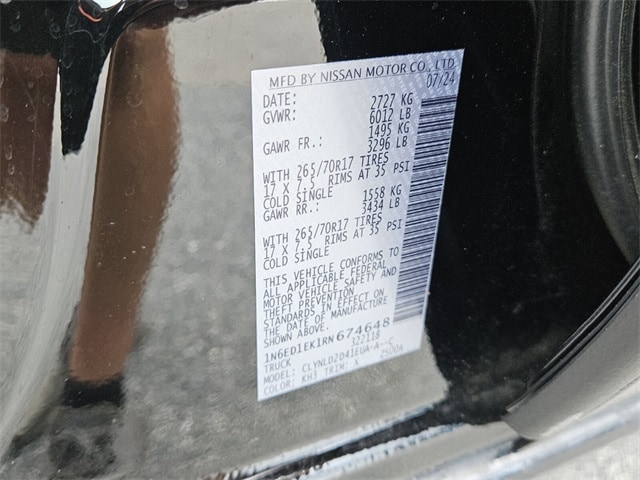 MFD BY NISSAN MOTOR CO., LTD
DATE: 07/24
GVWR: 2727 KG
6012 LB
GAWR FR.: 1495 KG
3296 LB
WITH 265/70R17 TIRES
17 X 7.5 RIMS AT 35 PSI
COLD SINGLE
GAWR RR.: 1558 KG
3434 LB
WITH 265/70R17 TIRES
17 X 7.5 RIMS AT 35 PSI
COLD SINGLE
THIS VEHICLE CONFORMS TO
ALL APPLICABLE FEDERAL
MOTOR VEHICLE SAFETY AND
THEFT PREVENTION
STANDARDS IN EFFECT ON
THE DATE OF MANUFACTURE
SHOWN ABOVE.
1N6ED1EK1RN674648
TRUCK 322118
MODEL: CLYNLD2D41EUA-A--C
COLOR: KH3 TRIM: X